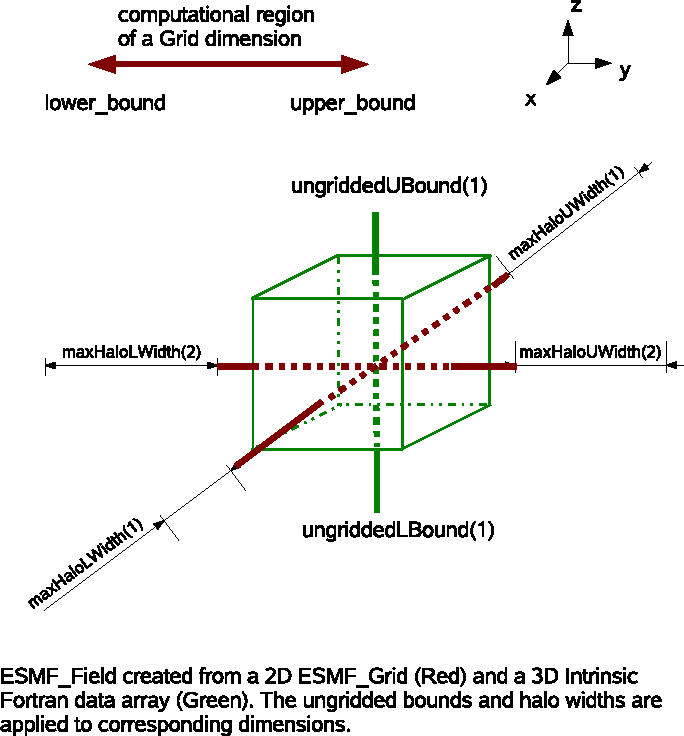 computational region
of a Grid dimension
lower_bound
upper_bound
z
y
x
ungriddedUBound(1)
maxHaloUWidth(1)
maxHaloLWidth(2)
maxHaloUWidth(2)
maxHaloLWidth(1)
ungriddedLBound(1)
ESMF_Field created from a 2D ESMF_Grid (Red) and a 3D Intrinsic
Fortran data array (Green). The ungridded bounds and halo widths are
applied to corresponding dimensions.